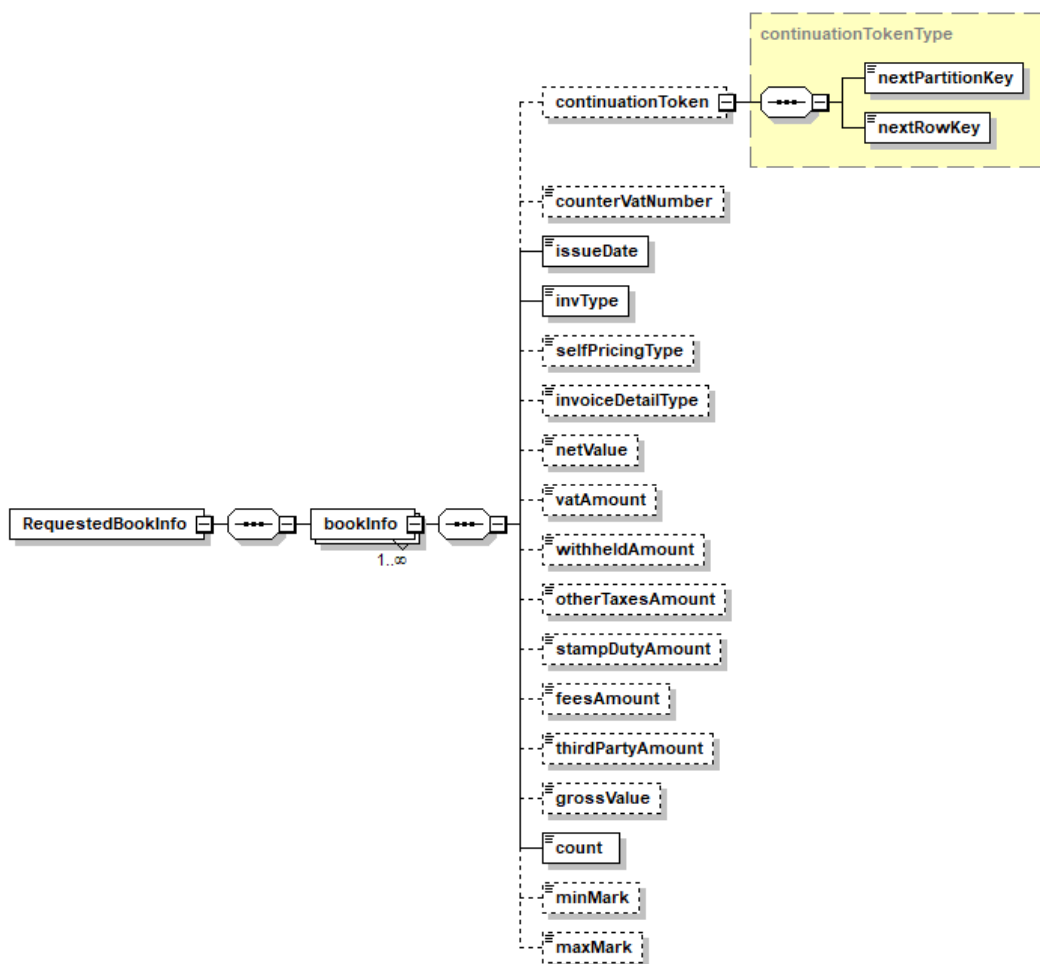 continuationTokenType
nextPartitionKey
continuationToken
nextRowKey
counterVatNumber
issueDate
invType
selfPricingType
invoiceDetailType
netValue
vatAmount
RequestedBookInfo
bookInfo
1..∞
withheldAmount
otherTaxesAmount
stampDutyAmount
feesAmount
thirdPartyAmount
grossValue
count
minMark
maxMark